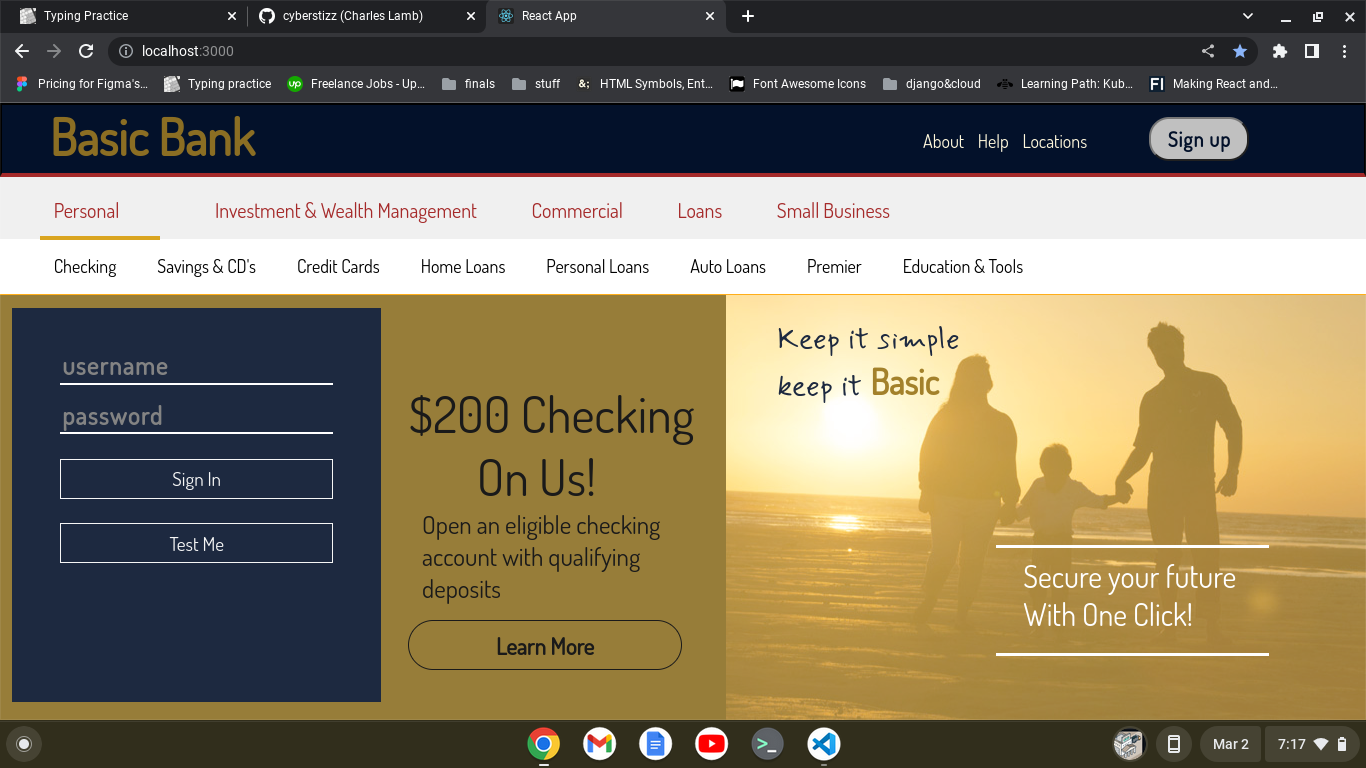 Typing Practice
cyberstizz (Charles Lamb)
React App
localhost:3000
Pricing for Figma's...
Typing practice
Freelance Jobs - Up...
finals
stuff
HTML Symbols, Ent...
Font Awesome Icons
django&cloud
Learning Path: Kub...
Making React and...
Basic Bank
About Help Locations
Sign up
Personal Investment & Wealth Management Commercial Loans Small Business
Checking Savings & CD's Credit Cards Home Loans Personal Loans Auto Loans Premier Education & Tools
username
password
Sign In
Test Me
$200 Checking
On Us!
Open an eligible checking
account with qualifying
deposits
Learn More
Keep it simple
keep it Basic
Secure your future
With One Click!
Mar 2
7:17